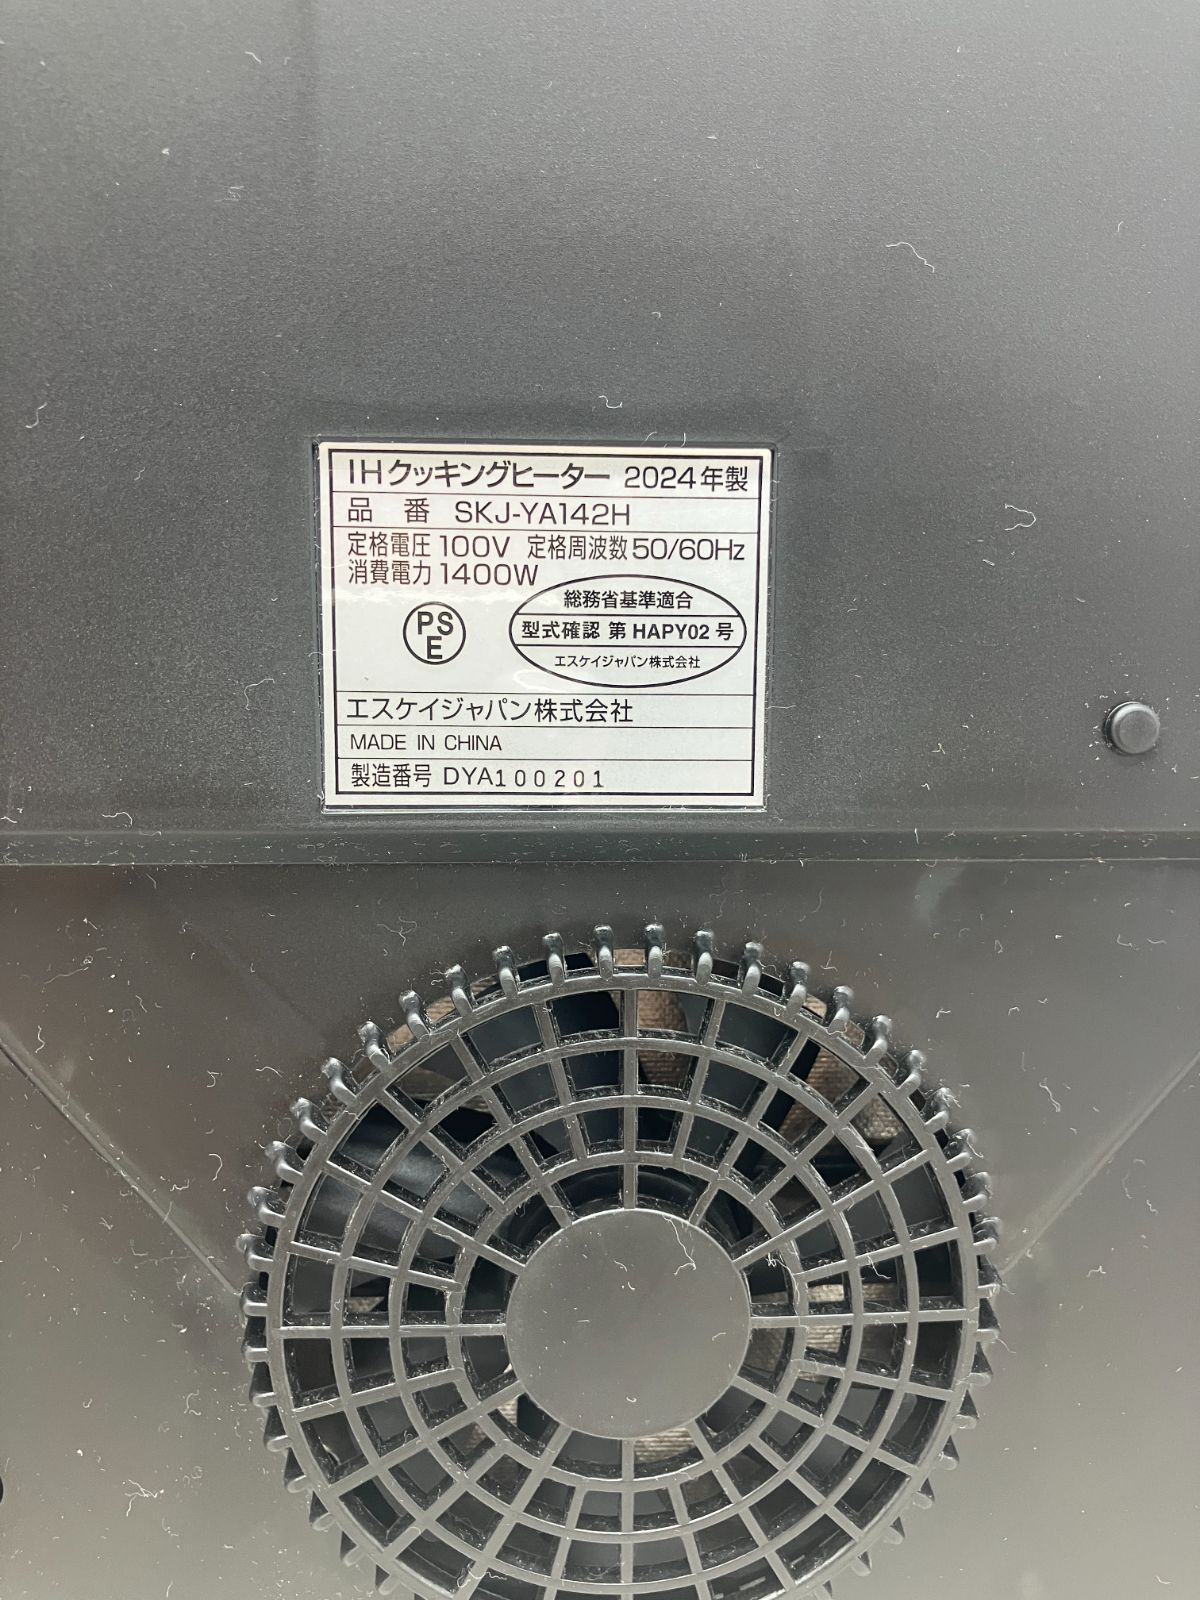 IHクッキングヒーター 2024年製
品 番 SKJ-YA142H
定格電圧 100V 定格周波数 50/60Hz
消費電力 1400W
PS
E
総務省基準適合
型式確認 第 HAPY02 号
エスケイジャパン株式会社
エスケイジャパン株式会社
MADE IN CHINA
製造番号 DYA100201